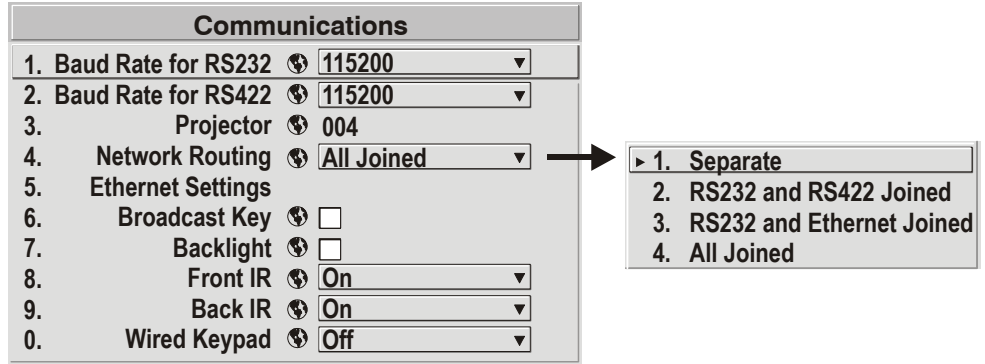 Communications
1. Baud Rate for RS232 115200
2. Baud Rate for RS422 115200
3. Projector 004
4. Network Routing All Joined
5. Ethernet Settings
6. Broadcast Key
7. Backlight
8. Front IR On
9. Back IR On
0. Wired Keypad Off
1. Separate
2. RS232 and RS422 Joined
3. RS232 and Ethernet Joined
4. All Joined